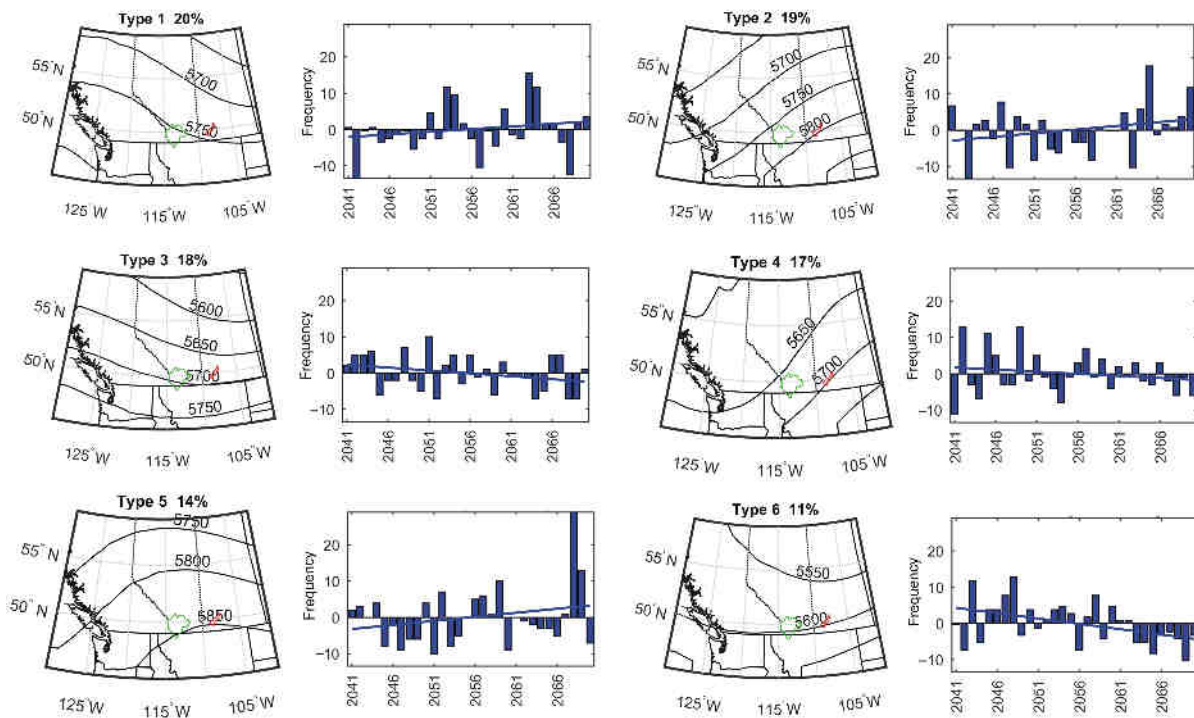 Type 1 20%
5700
5750
55°N
50°N
125°W
115°W
105°W
Frequency
20
10
0
-10
2041
2046
2051
2056
2061
2066
Type 2 19%
5700
5750
5800
55°N
50°N
125°W
115°W
105°W
Frequency
20
10
0
-10
2041
2046
2051
2056
2061
2066
Type 3 18%
5600
5650
5700
5750
55°N
50°N
125°W
115°W
105°W
Frequency
20
10
0
-10
2041
2046
2051
2056
2061
2066
Type 4 17%
5650
5700
55°N
50°N
125°W
115°W
105°W
Frequency
20
10
0
-10
2041
2046
2051
2056
2061
2066
Type 5 14%
5750
5800
5850
55°N
50°N
125°W
115°W
105°W
Frequency
20
10
0
-10
2041
2046
2051
2056
2061
2066
Type 6 11%
5550
5600
55°N
50°N
125°W
115°W
105°W
Frequency
20
10
0
-10
2041
2046
2051
2056
2061
2066